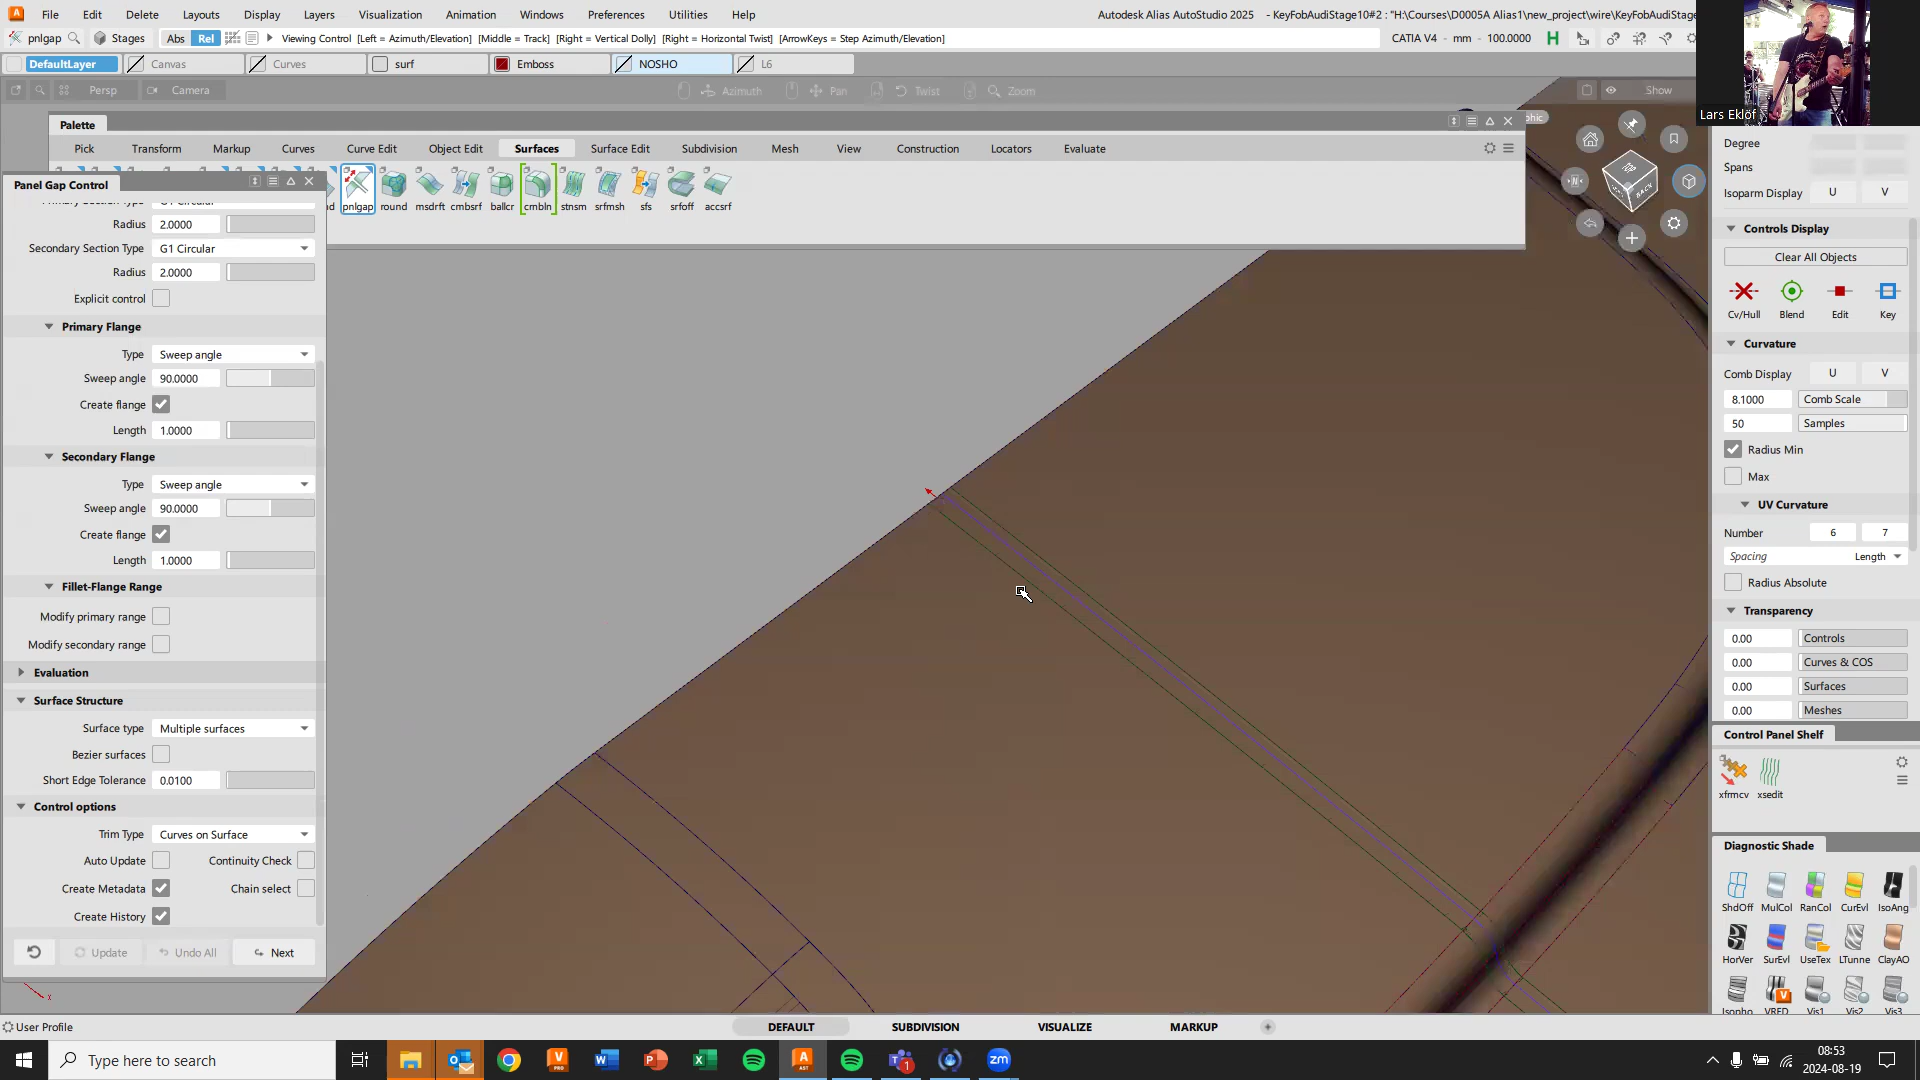 File Edit Delete Layouts Display Layers Visualization Animation Windows Preferences Utilities Help
Autodesk Alias AutoStudio 2025 - KeyFobAudiStage10#2 : "H:\Courses\D0005A Alias1\new_project\wire\KeyFobAudiStage
pnlgap Stages Abs Rel Viewing Control [Left = Azimuth/Elevation] [Middle = Track] [Right = Vertical Dolly] [Right = Horizontal Twist] [ArrowKeys = Step Azimuth/Elevation] CATIA V4 - mm - 100.0000 H
DefaultLayer Canvas Curves surf Emboss NOSHO L6
Persp Camera Azimuth Pan Twist Zoom Show
Lars Eklöf
Palette
Pick Transform Markup Curves Curve Edit Object Edit Surfaces Surface Edit Subdivision Mesh View Construction Locators Evaluate
pnlgap round msdrft cmbsrf ballcr crnbln stnsm srfmsh sfs srfoff accsrf
Panel Gap Control
Radius 2.0000
Secondary Section Type G1 Circular
Radius 2.0000
Explicit control
Primary Flange
Type Sweep angle
Sweep angle 90.0000
Create flange
Length 1.0000
Secondary Flange
Type Sweep angle
Sweep angle 90.0000
Create flange
Length 1.0000
Fillet-Flange Range
Modify primary range
Modify secondary range
Evaluation
Surface Structure
Surface type Multiple surfaces
Bezier surfaces
Short Edge Tolerance 0.0100
Control options
Trim Type Curves on Surface
Auto Update Continuity Check
Create Metadata Chain select
Create History
Update Undo All Next
x
BACK
Degree
Spans
Isoparm Display U V
Controls Display
Clear All Objects
Cv/Hull Blend Edit Key
Curvature
Comb Display U V
8.1000 Comb Scale
50 Samples
Radius Min
Max
UV Curvature
Number 6 7
Spacing Length
Radius Absolute
Transparency
0.00 Controls
0.00 Curves & COS
0.00 Surfaces
0.00 Meshes
Control Panel Shelf
xfrmcv xsedit
Diagnostic Shade
ShdOff MulCol RanCol CurEvl IsoAng
HorVer SurEvl UseTex LTunne ClayAO
Isopho VRED Vis1 Vis2 Vis3
User Profile
DEFAULT SUBDIVISION VISUALIZE MARKUP
Type here to search
08:53
2024-08-19